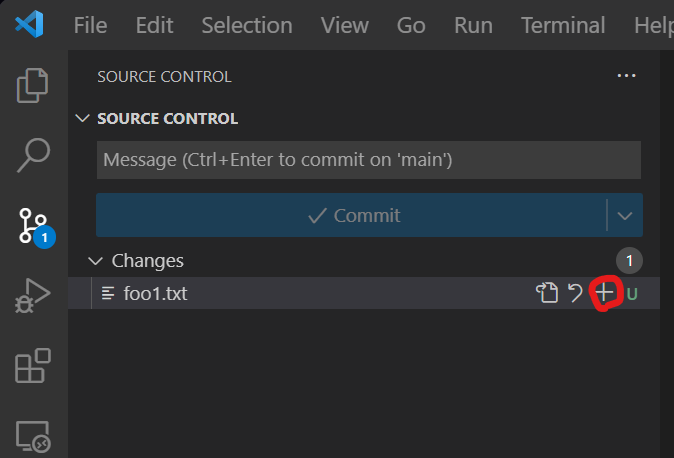 File Edit Selection View Go Run Terminal Help
SOURCE CONTROL ...
SOURCE CONTROL
Message (Ctrl+Enter to commit on 'main')
Commit
Changes 1
foo1.txt U
1